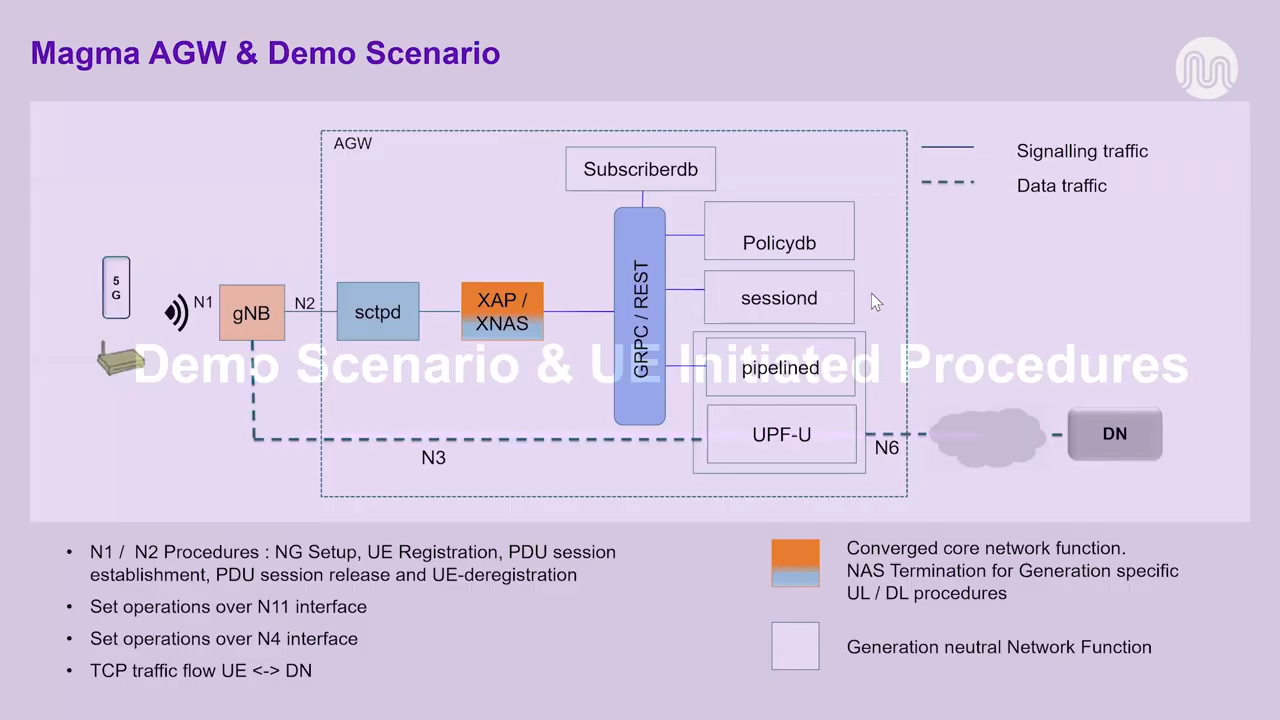 Magma AGW & Demo Scenario
AGW
Subscriberdb
Signalling traffic
Data traffic
Policydb
5
G
N1
gNB
N2
sctpd
XAP /
XNAS
GRPC / REST
sessiond
Demo Scenario & UE Initiated Procedures
pipelined
UPF-U
N3
N6
DN
• N1 / N2 Procedures : NG Setup, UE Registration, PDU session
establishment, PDU session release and UE-deregistration
• Set operations over N11 interface
• Set operations over N4 interface
• TCP traffic flow UE <-> DN
Converged core network function.
NAS Termination for Generation specific
UL / DL procedures
Generation neutral Network Function